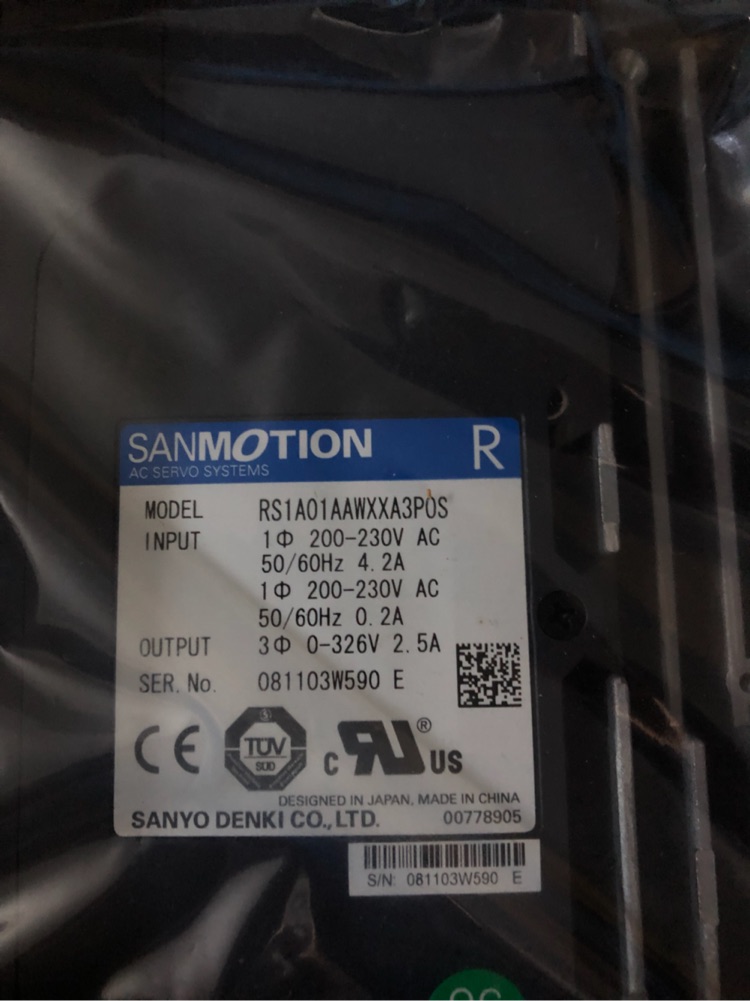 SANMOTION R
AC SERVO SYSTEMS
MODEL RS1A01AAWXXA3P0S
INPUT 1Φ 200-230V AC
50/60Hz 4.2A
1Φ 200-230V AC
50/60Hz 0.2A
OUTPUT 3Φ 0-326V 2.5A
SER. No. 081103W590 E
CE TÜV SÜD c RU ® US
DESIGNED IN JAPAN, MADE IN CHINA
SANYO DENKI CO., LTD. 00778905
S/N: 081103W590 E